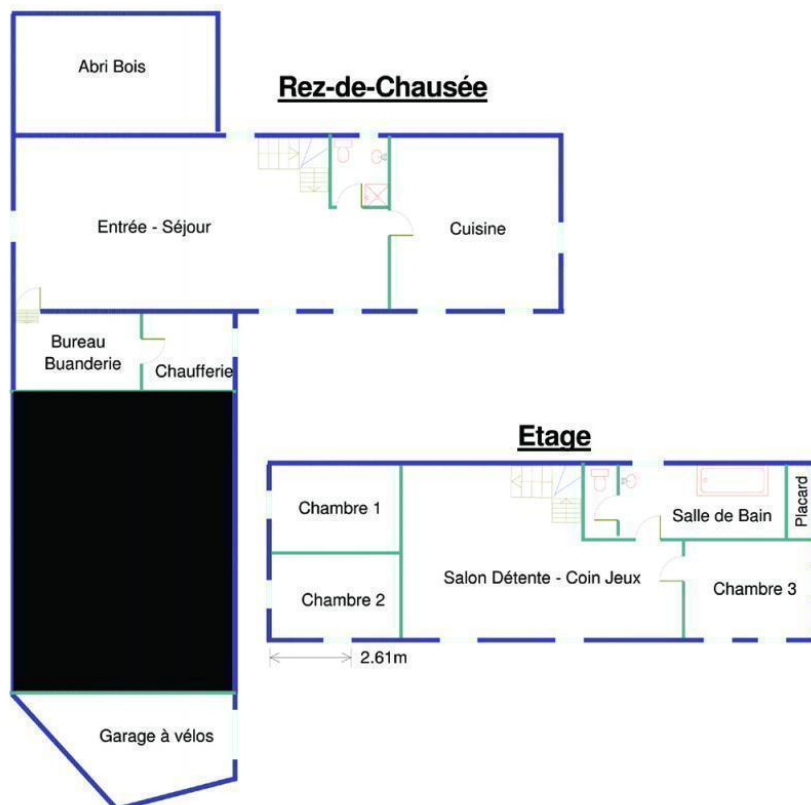 Abri Bois
Rez-de-Chausée
Entrée - Séjour
Cuisine
Bureau
Buanderie
Chaufferie
Etage
Chambre 1
Salle de Bain
Placard
Chambre 2
Salon Détente - Coin Jeux
Chambre 3
2.61m
Garage à vélos